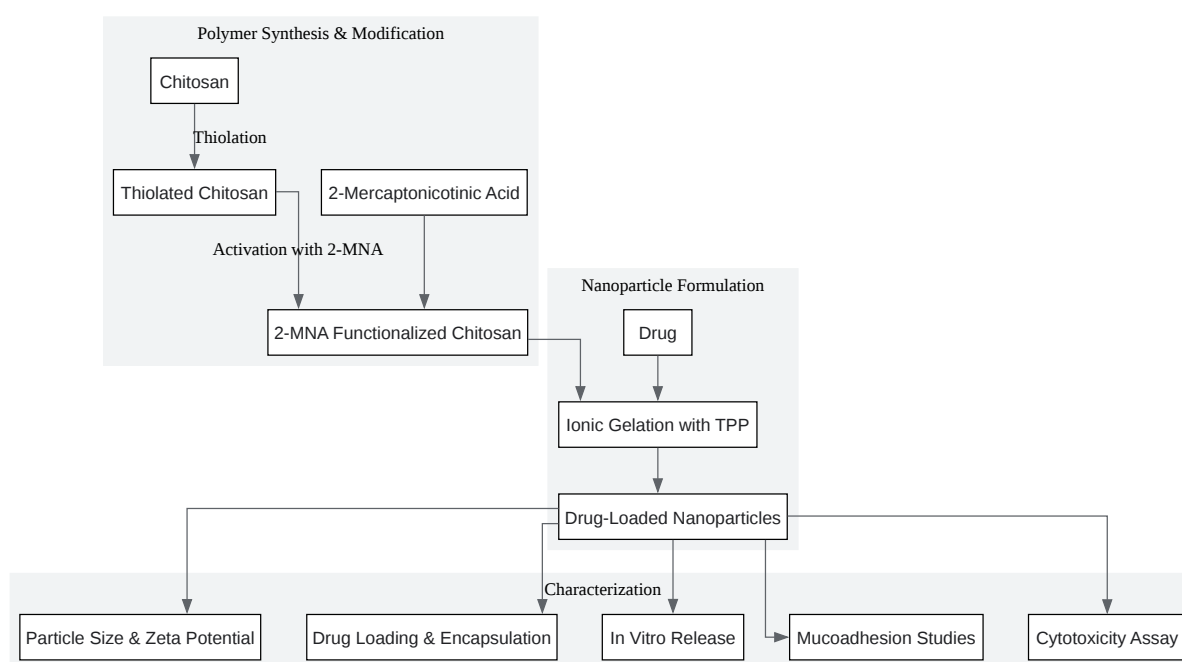 Polymer Synthesis & Modification
Chitosan
Thiolation
Thiolated Chitosan
2-Mercaptonicotinic Acid
Activation with 2-MNA
2-MNA Functionalized Chitosan
Nanoparticle Formulation
Drug
Ionic Gelation with TPP
Drug-Loaded Nanoparticles
Characterization
Particle Size & Zeta Potential
Drug Loading & Encapsulation
In Vitro Release
Mucoadhesion Studies
Cytotoxicity Assay